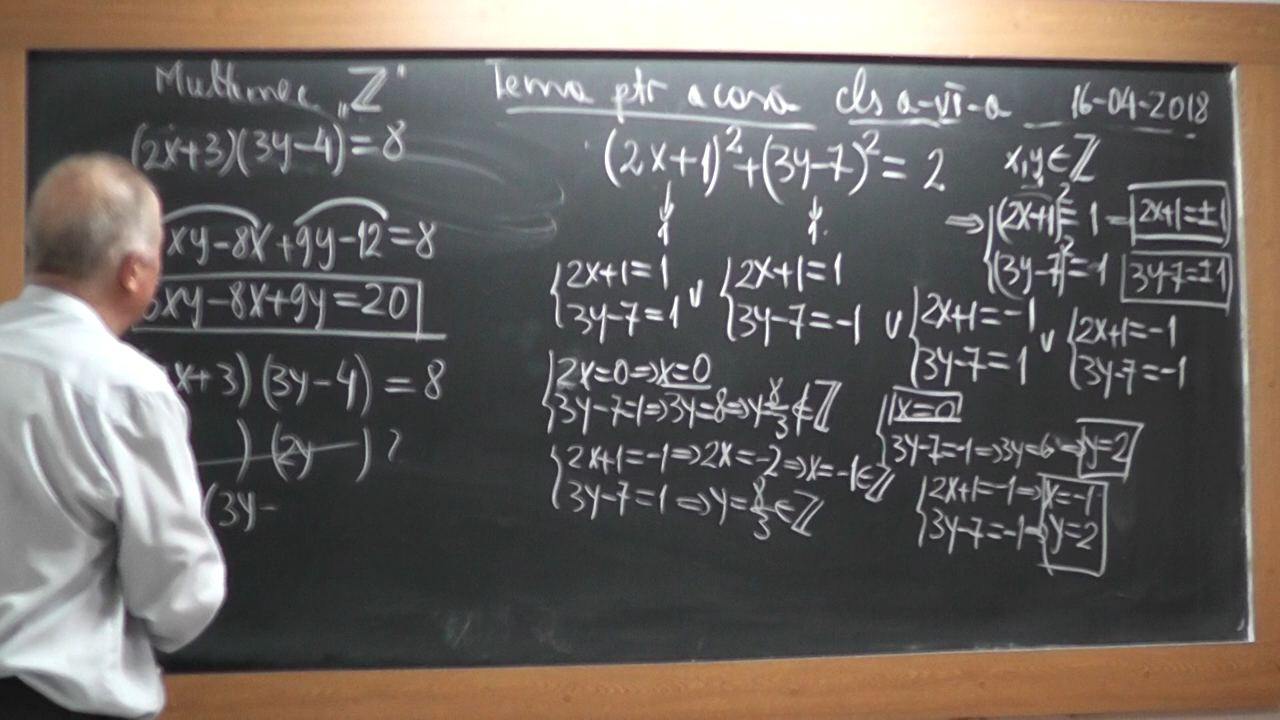 Multimec „ℤ"
(2x+3)(3y-4)=8
xy-8x+9y-12=8
6xy-8x+9y=20
x+3)(3y-4)=8
) (2y ) ?
(3y-
Tema ptr acasă cls a-VI-a 16-04-2018
(2x+1)²+(3y-7)²=2 x,y∈ℤ
⇒ {(2x+1)²=1 ⇒ 2x+1=±1
(3y-7)²=1 3y-7=±1
{2x+1=1 ∨ {2x+1=1 ∨ {2x+1=-1 ∨ {2x+1=-1
3y-7=1 3y-7=-1 3y-7=1 3y-7=-1
{2x=0⇒x=0
3y-7=1⇒3y=8⇒y=8/3∉ℤ
{2x+1=-1⇒2x=-2⇒x=-1∈ℤ
3y-7=1⇒y=8/3∈ℤ
{x=0
3y-7=-1⇒3y=6⇒y=2
{2x+1=-1⇒x=-1
3y-7=-1⇒y=2